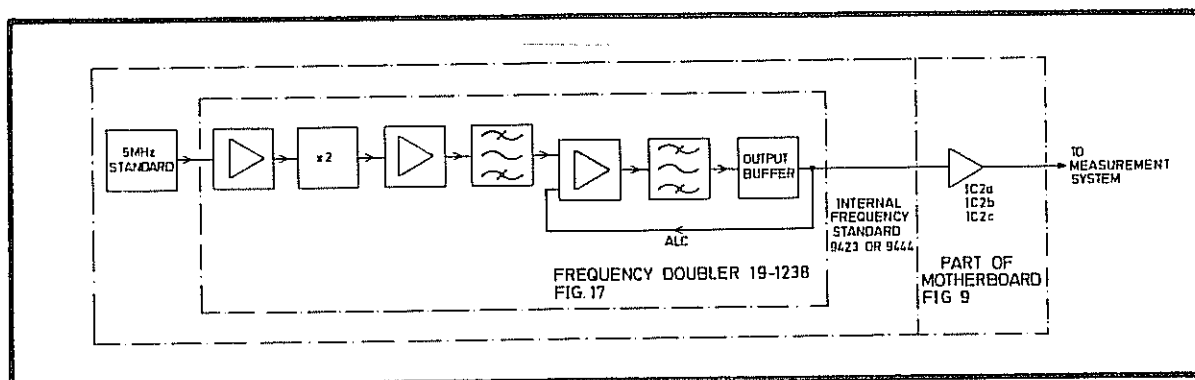 5MHz
STANDARD
x2
OUTPUT
BUFFER
TO
MEASUREMENT
SYSTEM
IC2a
IC2b
IC2c
ALC
INTERNAL
FREQUENCY
STANDARD
9423 OR 9444
FREQUENCY DOUBLER 19-1238
FIG. 17
PART OF
MOTHERBOARD
FIG 9